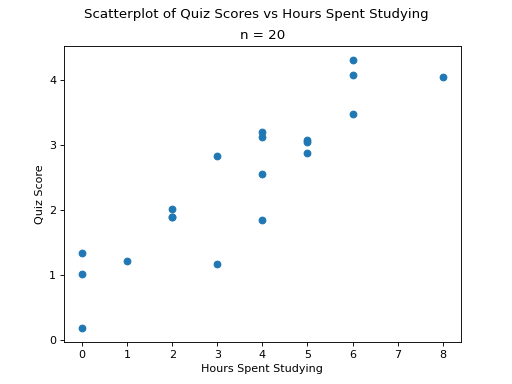 Scatterplot of Quiz Scores vs Hours Spent Studying
n = 20
4
3
2
1
0
Quiz Score
0 1 2 3 4 5 6 7 8
Hours Spent Studying